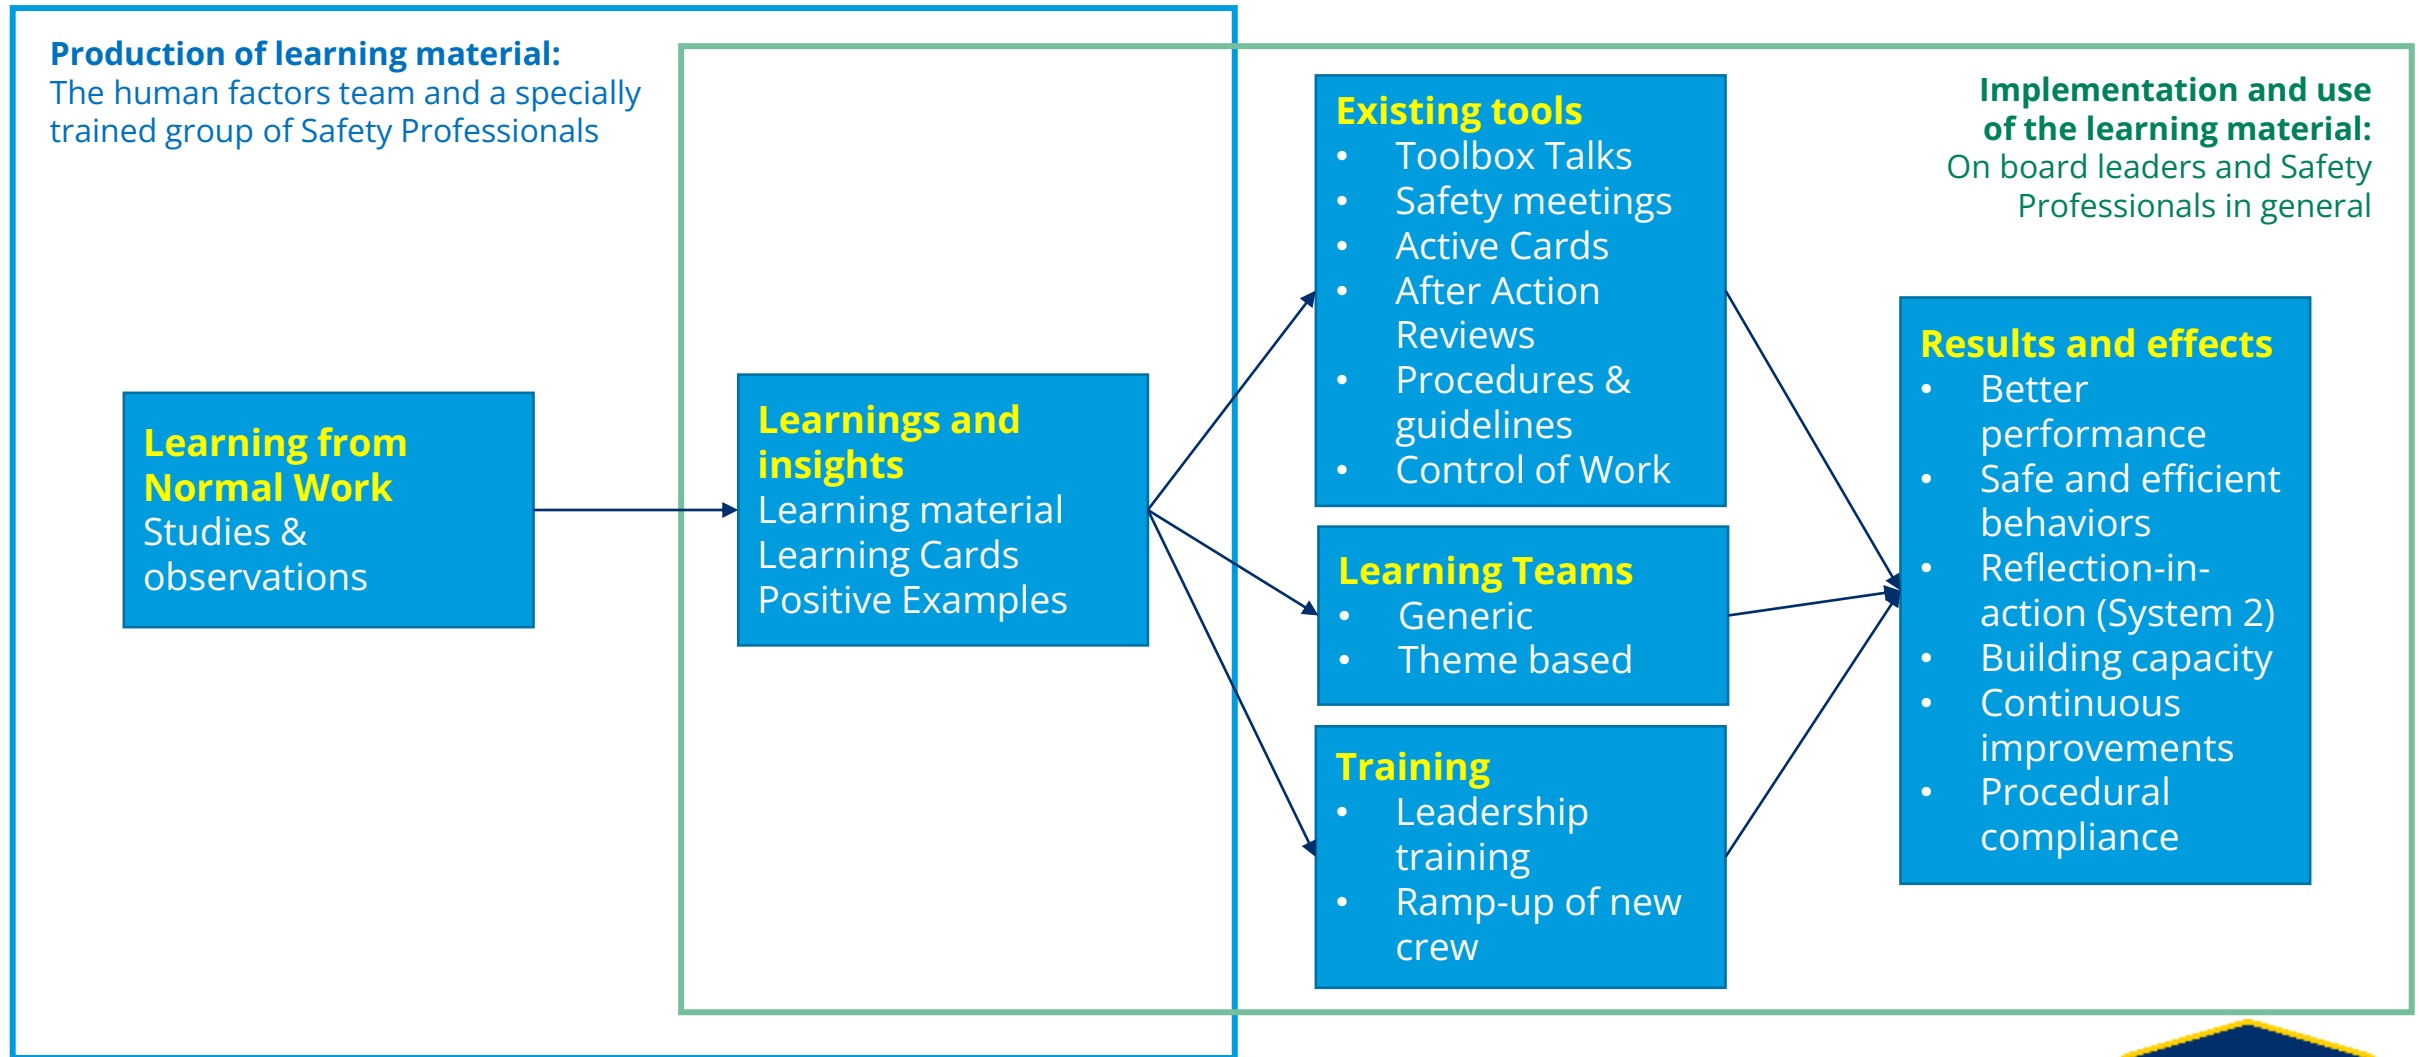 Production of learning material:
The human factors team and a specially
trained group of Safety Professionals
Learning from
Normal Work
Studies &
observations
Learnings and
insights
Learning material
Learning Cards
Positive Examples
Existing tools
• Toolbox Talks
• Safety meetings
• Active Cards
• After Action
Reviews
• Procedures &
guidelines
• Control of Work
Learning Teams
• Generic
• Theme based
Training
• Leadership
training
• Ramp-up of new
crew
Implementation and use
of the learning material:
On board leaders and Safety
Professionals in general
Results and effects
• Better
performance
• Safe and efficient
behaviors
• Reflection-in-
action (System 2)
• Building capacity
• Continuous
improvements
• Procedural
compliance